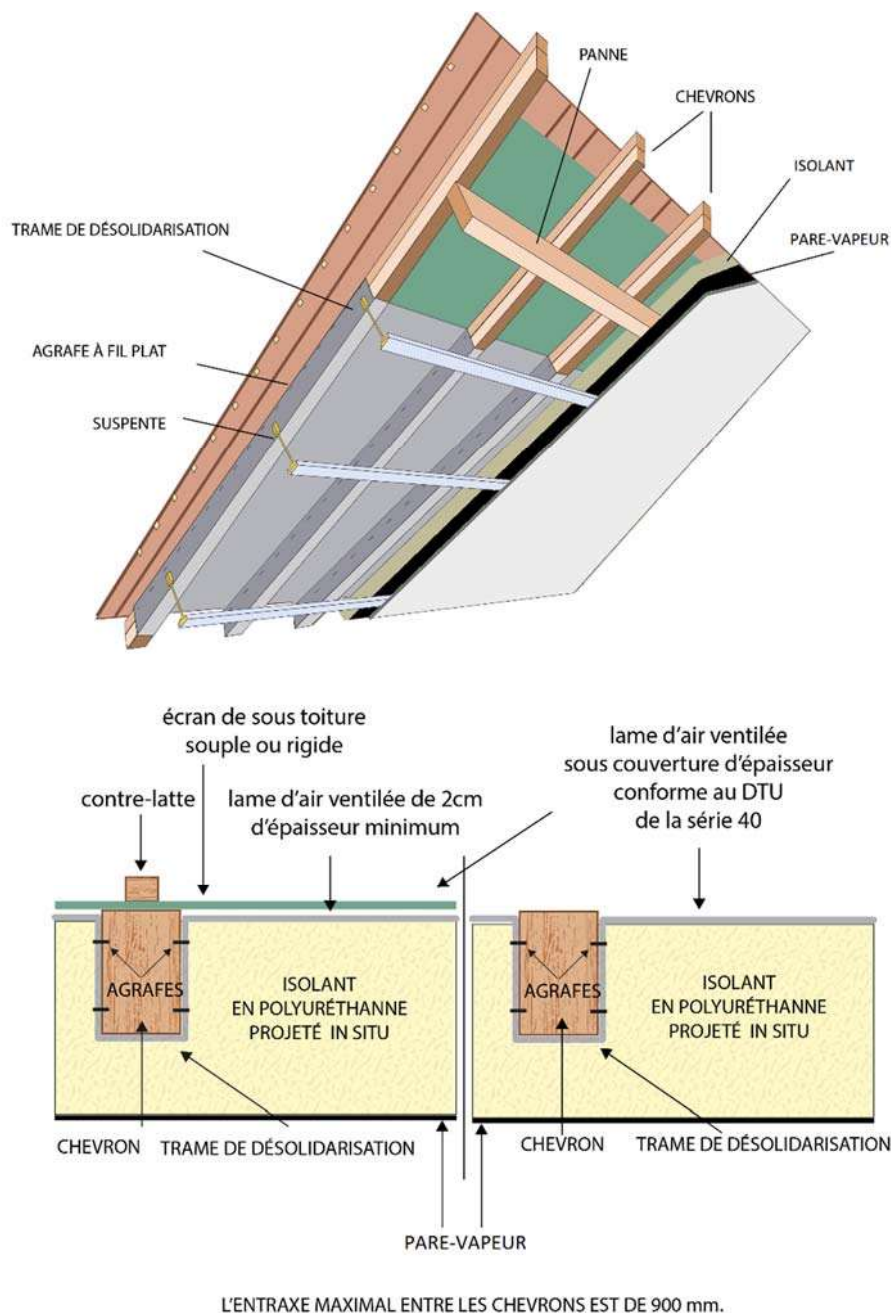 PANNE
CHEVRONS
ISOLANT
PARE-VAPEUR
TRAME DE DÉSOLIDARISATION
AGRAFE À FIL PLAT
SUSPENTE
écran de sous toiture
souple ou rigide
contre-latte
lame d'air ventilée de 2cm
d'épaisseur minimum
lame d'air ventilée
sous couverture d'épaisseur
conforme au DTU
de la série 40
AGRAFES
ISOLANT
EN POLYURÉTHANNE
PROJETÉ IN SITU
CHEVRON
TRAME DE DÉSOLIDARISATION
AGRAFES
ISOLANT
EN POLYURÉTHANNE
PROJETÉ IN SITU
CHEVRON
TRAME DE DÉSOLIDARISATION
PARE-VAPEUR
L'ENTRAXE MAXIMAL ENTRE LES CHEVRONS EST DE 900 mm.